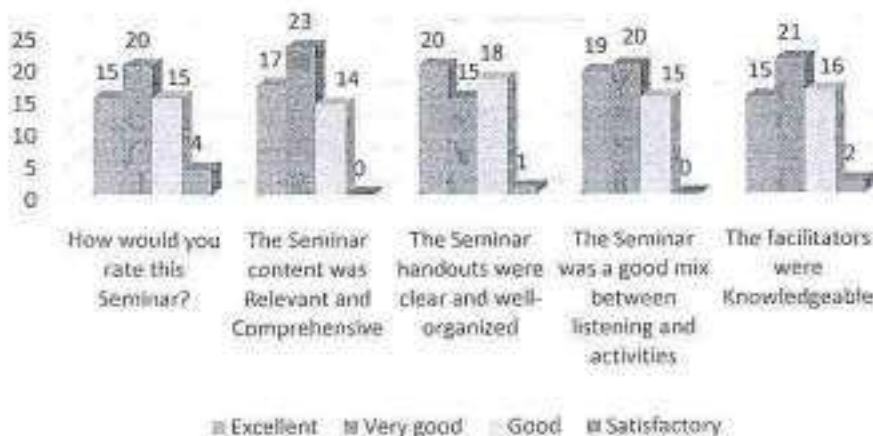 25
20
15
10
5
0
15 20 15 4
17 23 14 0
20 15 18 1
19 20 15 0
15 21 16 2
How would you
rate this
Seminar?
The Seminar
content was
Relevant and
Comprehensive
The Seminar
handouts were
clear and well-
organized
The Seminar
was a good mix
between
listening and
activities
The facilitators
were
Knowledgeable
Excellent Very good Good Satisfactory